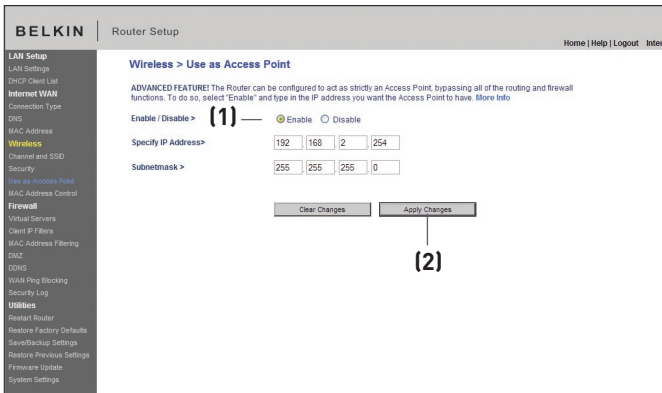 BELKIN
Router Setup
Home | Help | Logout
LAN Setup
LAN Settings
DHCP Client List
Internet WAN
Connection Type
DNS
MAC Address
Wireless
Channel and SSID
Security
Use as Access Point
MAC Address Control
Firewall
Virtual Servers
Client IP Filters
MAC Address Filtering
DMZ
DDNS
WAN Ping Blocking
Security Log
Utilities
Restart Router
Restore Factory Defaults
Save/Backup Settings
Restore Previous Settings
Firmware Update
System Settings
Wireless > Use as Access Point
ADVANCED FEATURE! The Router can be configured to act as strictly an Access Point, bypassing all of the routing and firewall
functions. To do so, select "Enable" and type in the IP address you want the Access Point to have. More Info
Enable / Disable > (1) Enable Disable
Specify IP Address> 192 . 168 . 2 . 254
Subnetmask > 255 . 255 . 255 . 0
Clear Changes Apply Changes
(2)